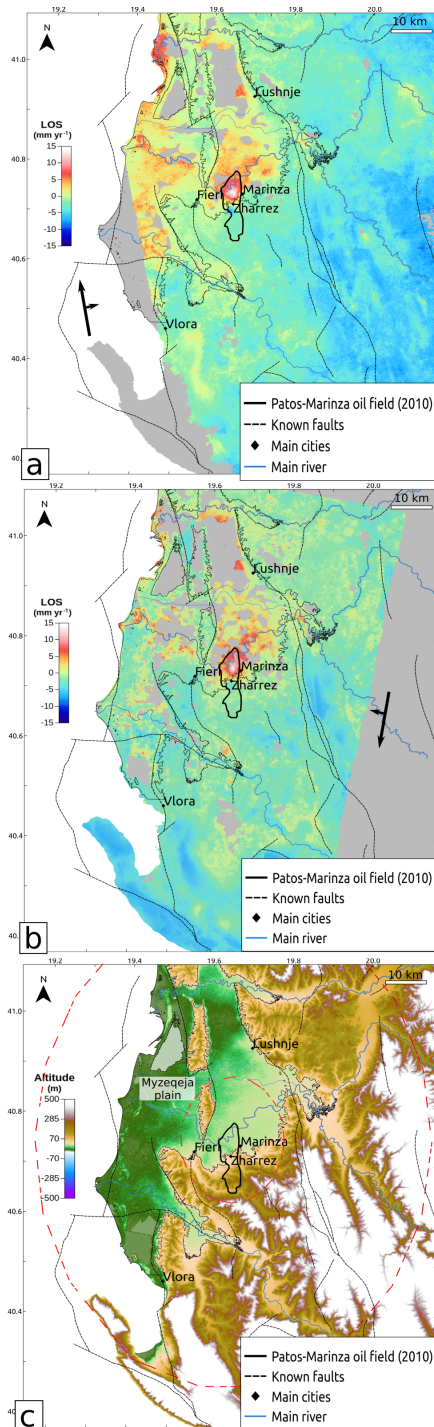 19.2 19.4 19.6 19.8 20.0
10 km
41.0
Lushnje
LOS
(mm yr⁻¹)
15
10
5
0
-5
-10
-15
40.8
Fieri
Marinza
Zharrez
40.6
Vlora
40.4
Patos-Marinza oil field (2010)
Known faults
Main cities
Main river
40.
a
19.2 19.4 19.6 19.8 20.0
10 km
41.0
Lushnje
LOS
(mm yr⁻¹)
15
10
5
0
-5
-10
-15
40.8
Fieri
Marinza
Zharrez
40.6
Vlora
40.4
Patos-Marinza oil field (2010)
Known faults
Main cities
Main river
40.
b
19.2 19.4 19.6 19.8 20.0
10 km
41.0
Lushnje
Altitude
(m)
500
285
70
-70
-285
-500
Myzeqeja
plain
40.8
Fieri
Marinza
Zharrez
40.6
Vlora
40.4
Patos-Marinza oil field (2010)
Known faults
Main cities
Main river
40.
c